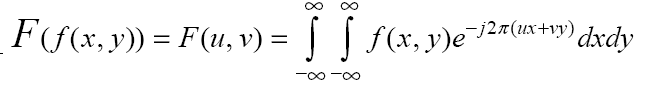 F(f(x, y)) = F(u, v) = ∫_{-∞}^{∞} ∫_{-∞}^{∞} f(x, y)e^{-j2π(ux+vy)} dxdy